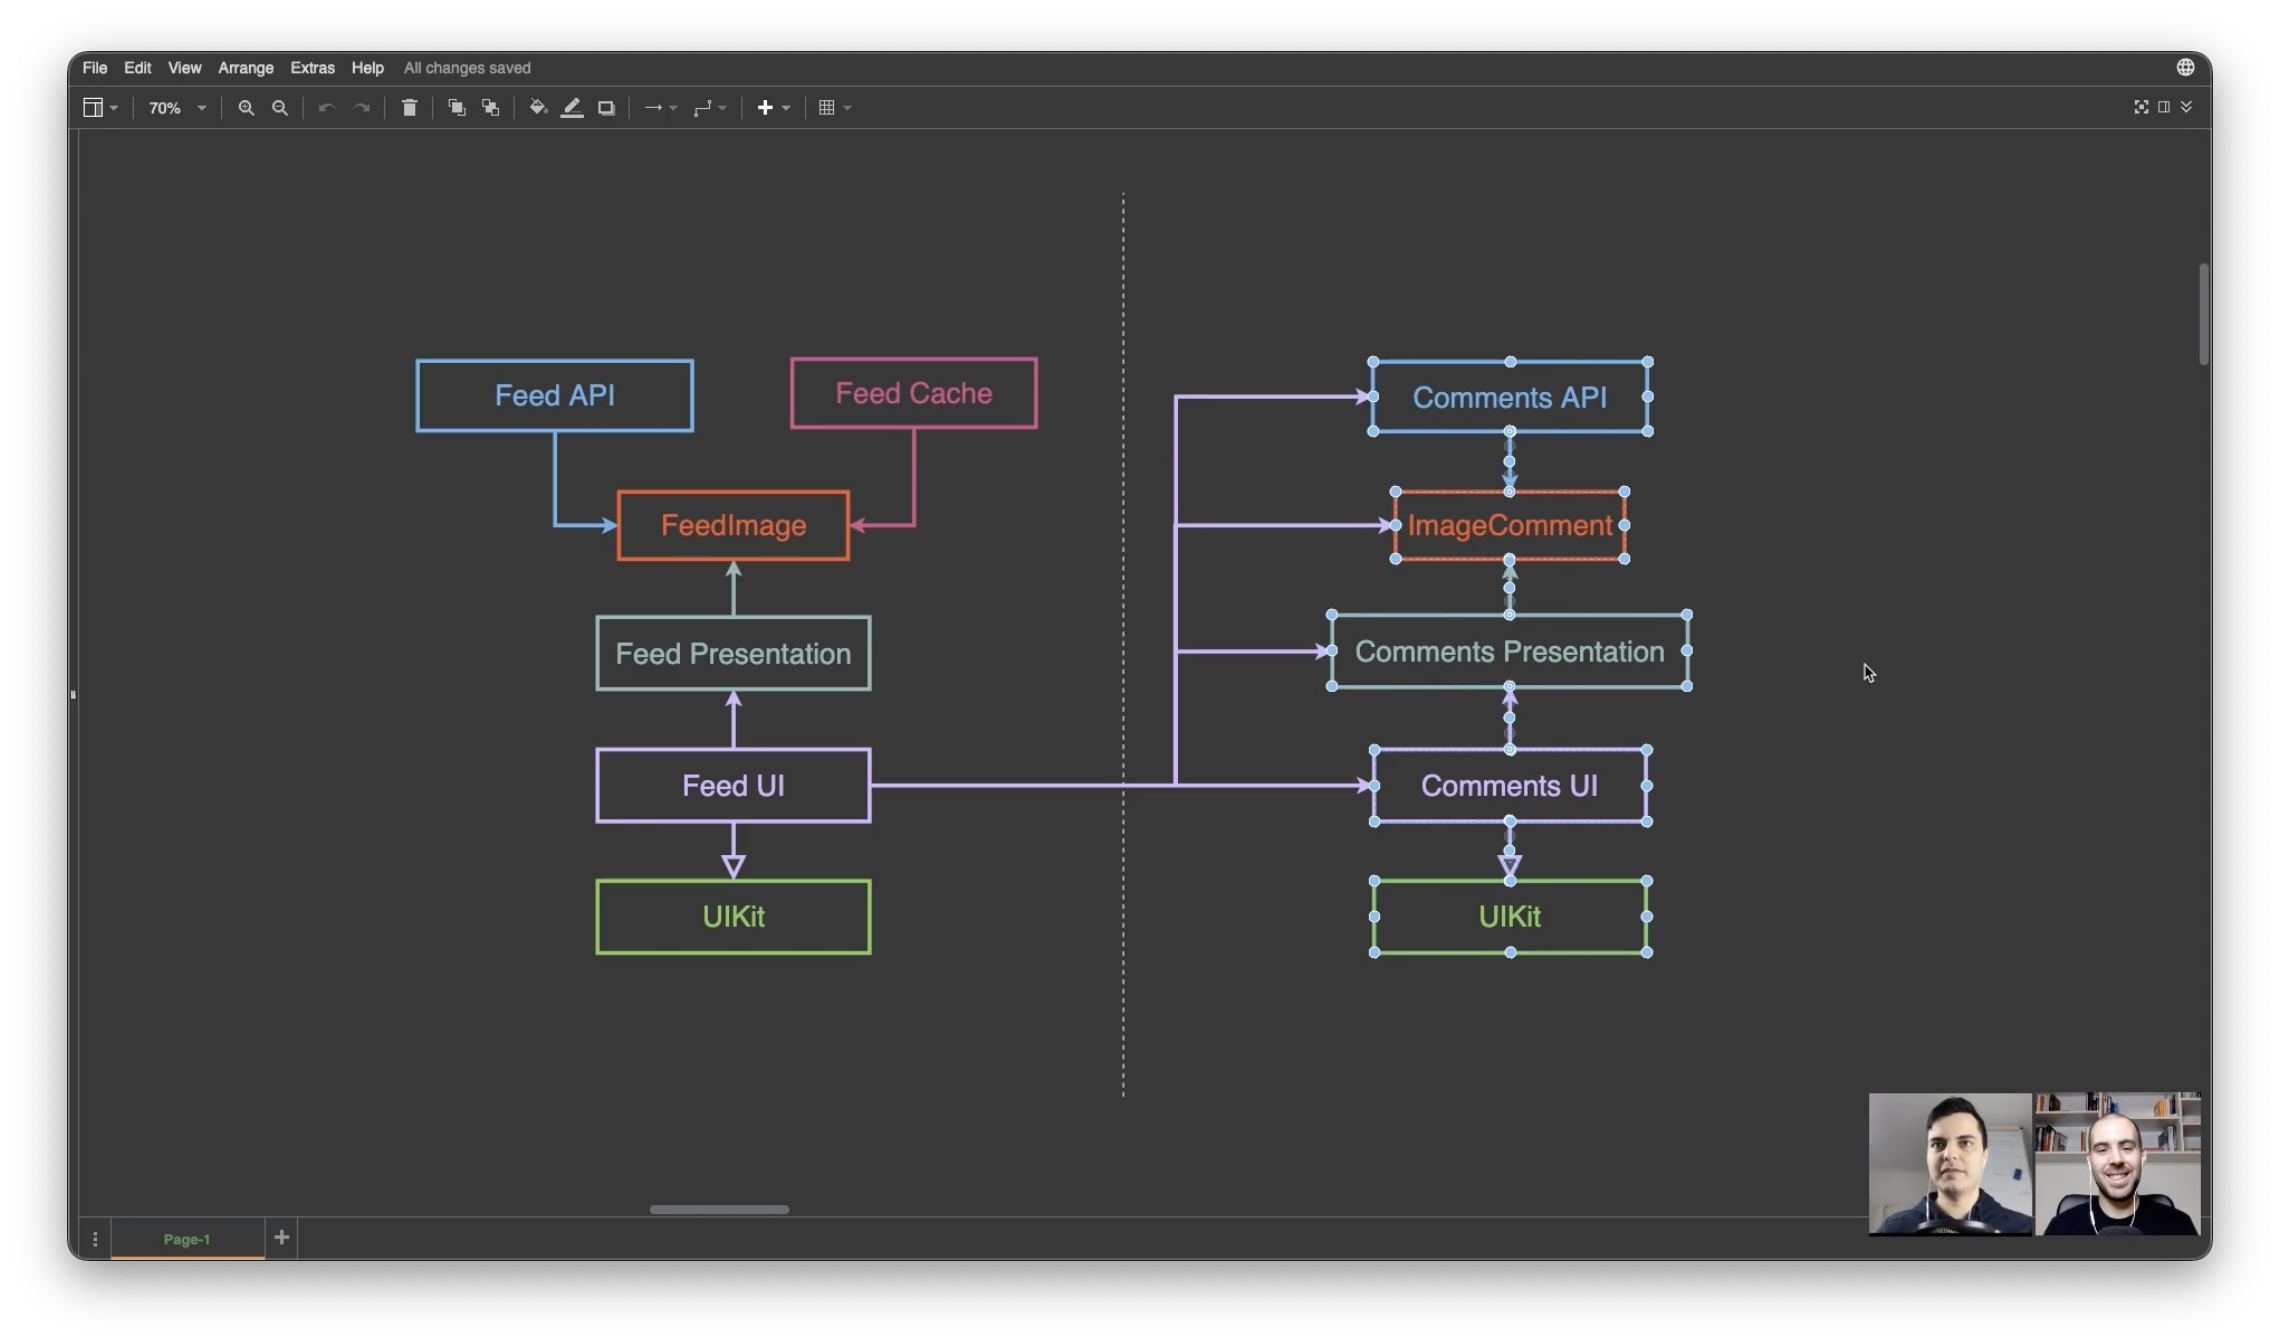 File Edit View Arrange Extras Help All changes saved
70%
Feed API
Feed Cache
FeedImage
Feed Presentation
Feed UI
UIKit
Comments API
ImageComment
Comments Presentation
Comments UI
UIKit
Page-1